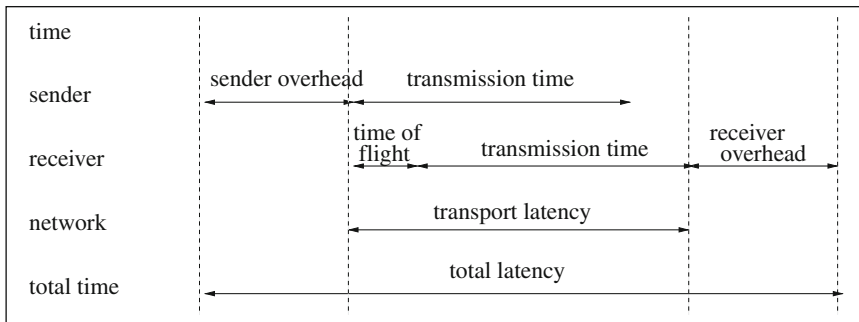 time
sender overhead transmission time
sender
time of flight transmission time receiver overhead
receiver
transport latency
network
total latency
total time